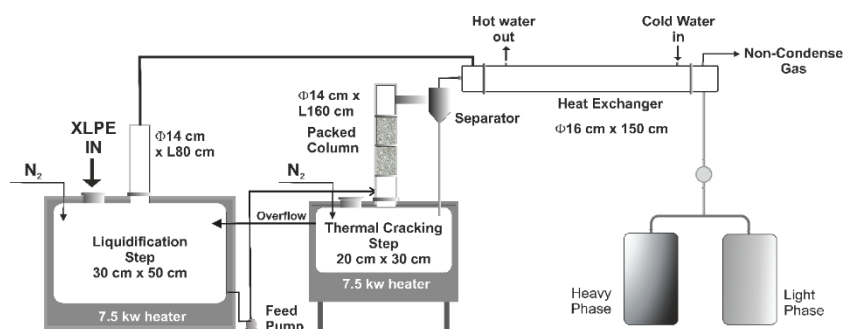 Hot water
out
Cold Water
in
Non-Condense
Gas
Φ14 cm x
L160 cm
Heat Exchanger
Φ16 cm x 150 cm
Separator
Packed
Column
XLPE
IN
Φ14 cm
x L80 cm
N2
N2
Overflow
Liquidification
Step
30 cm x 50 cm
Thermal Cracking
Step
20 cm x 30 cm
7.5 kw heater
7.5 kw heater
Feed
Pump
Heavy
Phase
Light
Phase